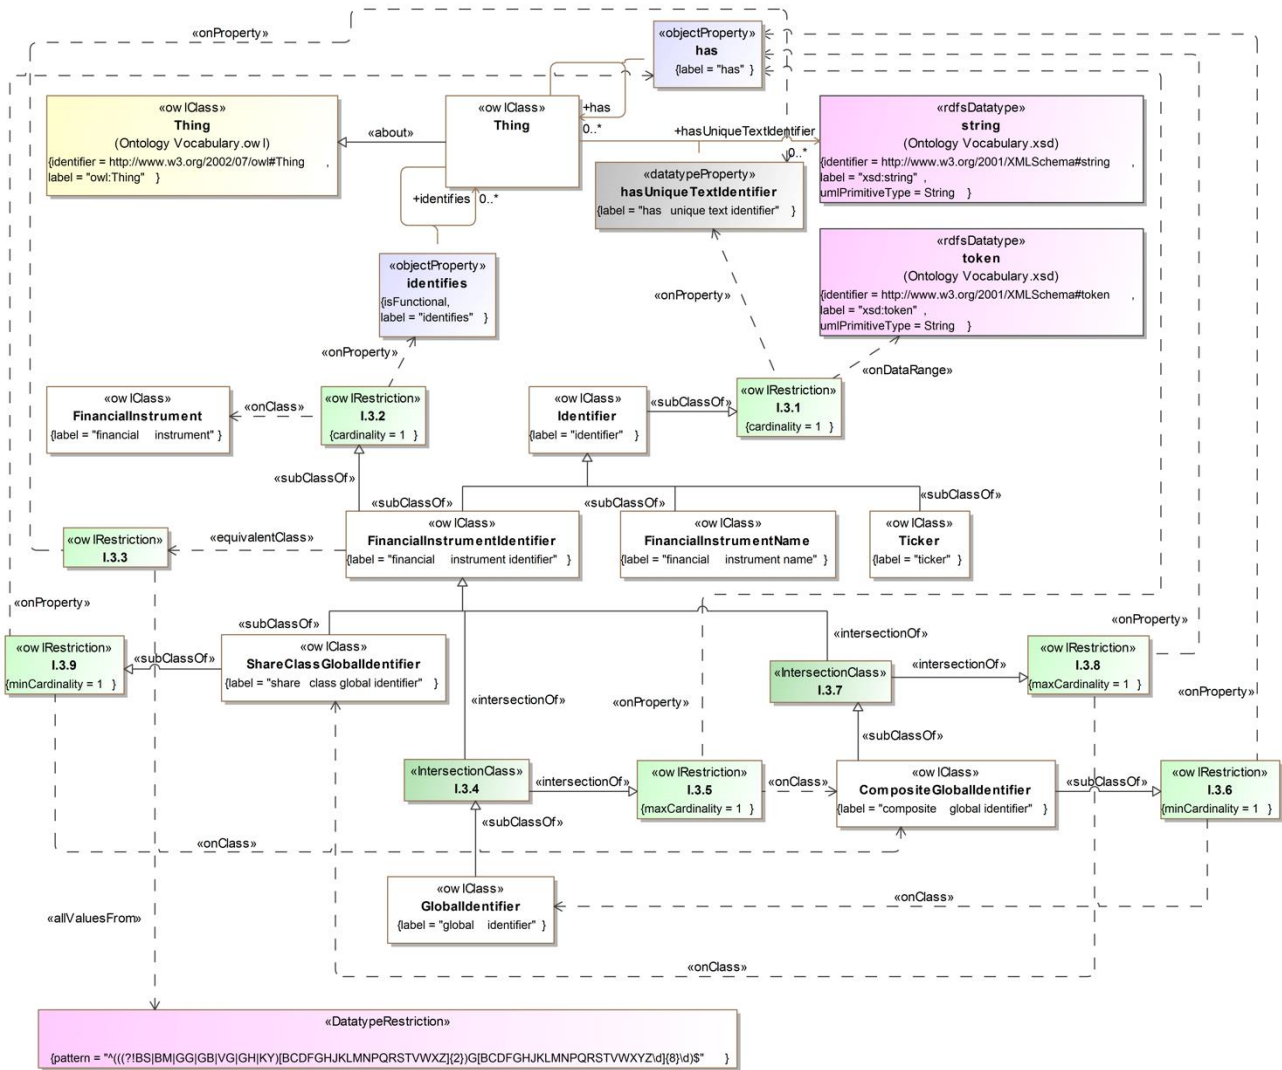 «onProperty»
«objectProperty»
has
{label = "has" }
«owlClass»
Thing
(Ontology Vocabulary.owl)
{identifier = http://www.w3.org/2002/07/owl#Thing ,
label = "owl:Thing" }
«about»
«owlClass»
Thing
+has
0..*
+hasUniqueTextIdentifier
0..*
«rdfsDatatype»
string
(Ontology Vocabulary.xsd)
{identifier = http://www.w3.org/2001/XMLSchema#string ,
label = "xsd:string" ,
umlPrimitiveType = String }
+identifies
0..*
«datatypeProperty»
hasUniqueTextIdentifier
{label = "has unique text identifier" }
«objectProperty»
identifies
{isFunctional,
label = "identifies" }
«rdfsDatatype»
token
(Ontology Vocabulary.xsd)
{identifier = http://www.w3.org/2001/XMLSchema#token ,
label = "xsd:token" ,
umlPrimitiveType = String }
«onProperty»
«onProperty»
«onDataRange»
«owlClass»
FinancialInstrument
{label = "financial instrument" }
«onClass»
«owlRestriction»
I.3.2
{cardinality = 1 }
«owlClass»
Identifier
{label = "identifier" }
«subClassOf»
«owlRestriction»
I.3.1
{cardinality = 1 }
«subClassOf»
«subClassOf»
«subClassOf»
«subClassOf»
«owlRestriction»
I.3.3
«equivalentClass»
«owlClass»
FinancialInstrumentIdentifier
{label = "financial instrument identifier" }
«owlClass»
FinancialInstrumentName
{label = "financial instrument name" }
«owlClass»
Ticker
{label = "ticker" }
«onProperty»
«subClassOf»
«intersectionOf»
«onProperty»
«owlRestriction»
I.3.9
{minCardinality = 1 }
«subClassOf»
«owlClass»
ShareClassGlobalIdentifier
{label = "share class global identifier" }
«IntersectionClass»
I.3.7
«intersectionOf»
«owlRestriction»
I.3.8
{maxCardinality = 1 }
«intersectionOf»
«onProperty»
«onProperty»
«subClassOf»
«IntersectionClass»
I.3.4
«intersectionOf»
«owlRestriction»
I.3.5
{maxCardinality = 1 }
«onClass»
«owlClass»
CompositeGlobalIdentifier
{label = "composite global identifier" }
«subClassOf»
«owlRestriction»
I.3.6
{minCardinality = 1 }
«subClassOf»
«onClass»
«owlClass»
GlobalIdentifier
{label = "global identifier" }
«onClass»
«allValuesFrom»
«onClass»
«DatatypeRestriction»
{pattern = "^(((?!BS|BM|GG|GB|VG|GH|KY)[BCDFGHJKLMNPQRSTVWXZ]{2})G[BCDFGHJKLMNPQRSTVWXYZ\d]{8}\d)$" }